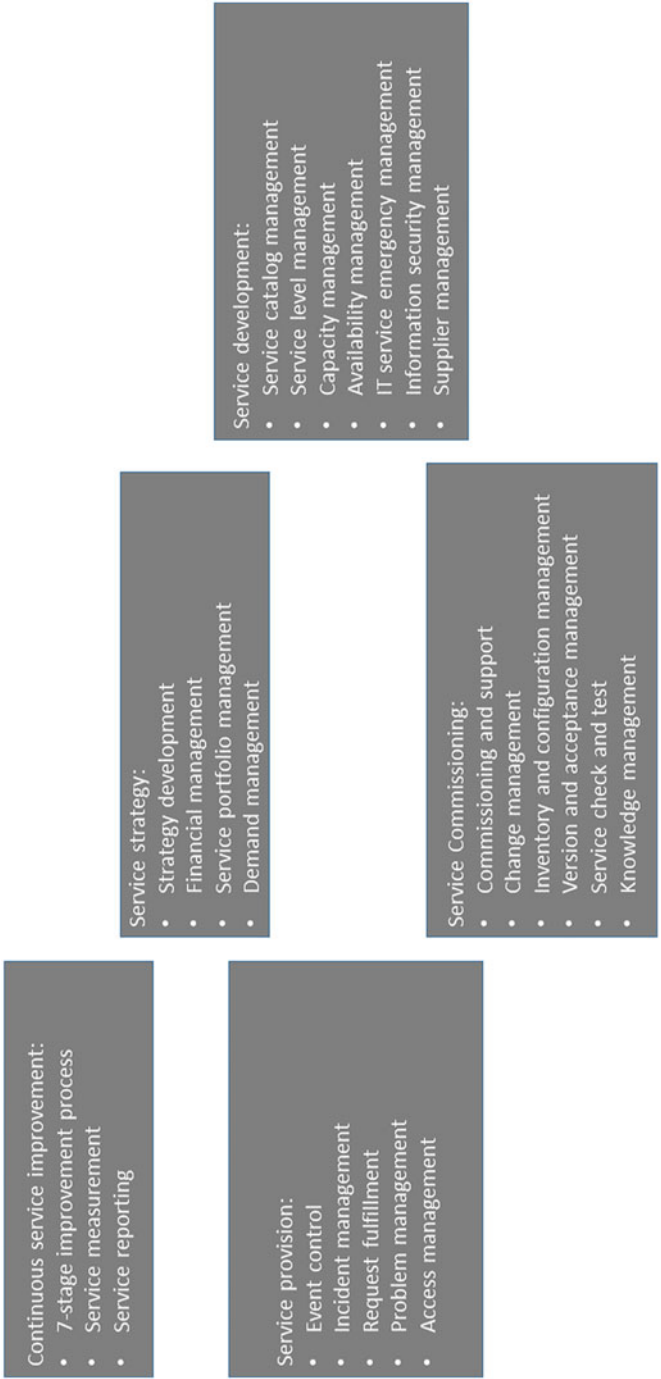 Continuous service improvement:
• 7-stage improvement process
• Service measurement
• Service reporting
Service strategy:
• Strategy development
• Financial management
• Service portfolio management
• Demand management
Service development:
• Service catalog management
• Service level management
• Capacity management
• Availability management
• IT service emergency management
• Information security management
• Supplier management
Service provision:
• Event control
• Incident management
• Request fulfillment
• Problem management
• Access management
Service Commissioning:
• Commissioning and support
• Change management
• Inventory and configuration management
• Version and acceptance management
• Service check and test
• Knowledge management